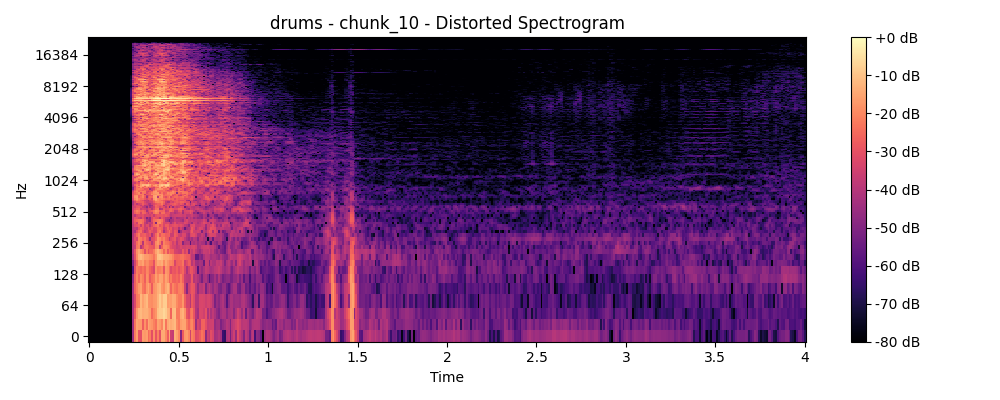 drums - chunk_10 - Distorted Spectrogram
Hz
16384
8192
4096
2048
1024
512
256
128
64
0
0 0.5 1 1.5 2 2.5 3 3.5 4
Time
+0 dB
-10 dB
-20 dB
-30 dB
-40 dB
-50 dB
-60 dB
-70 dB
-80 dB